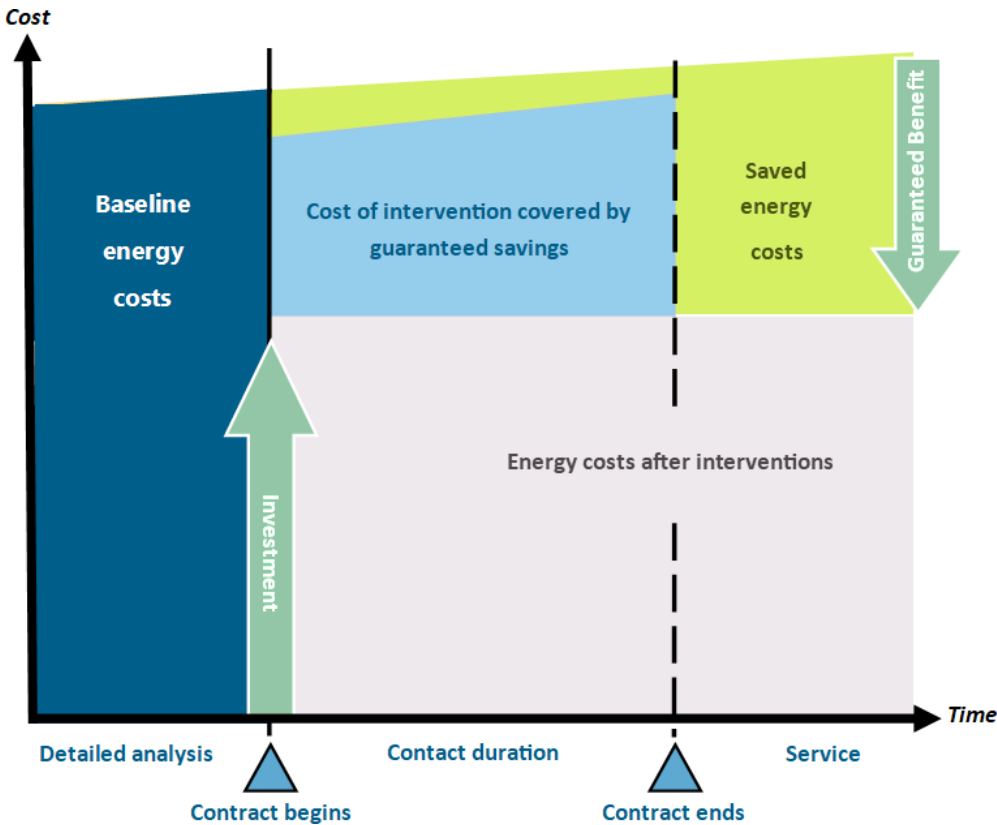 Cost
Baseline
energy
costs
Cost of intervention covered by
guaranteed savings
Saved
energy
costs
Guaranteed Benefit
Energy costs after interventions
Investment
Time
Detailed analysis
Contact duration
Service
Contract begins
Contract ends